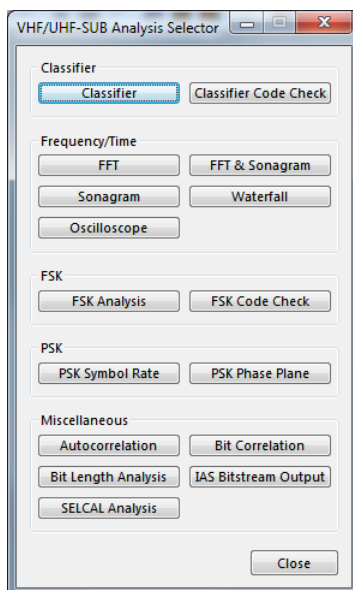 VHF/UHF-SUB Analysis Selector
Classifier
Classifier Classifier Code Check
Frequency/Time
FFT FFT & Sonagram
Sonagram Waterfall
Oscilloscope
FSK
FSK Analysis FSK Code Check
PSK
PSK Symbol Rate PSK Phase Plane
Miscellaneous
Autocorrelation Bit Correlation
Bit Length Analysis IAS Bitstream Output
SELCAL Analysis
Close